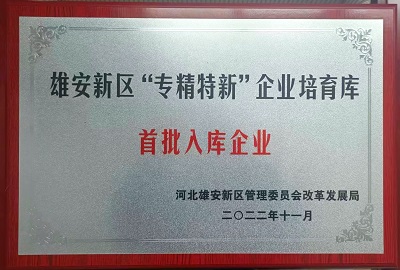 雄安新区“专精特新”企业培育库
首批入库企业
河北雄安新区管理委员会改革发展局
二〇二二年十一月